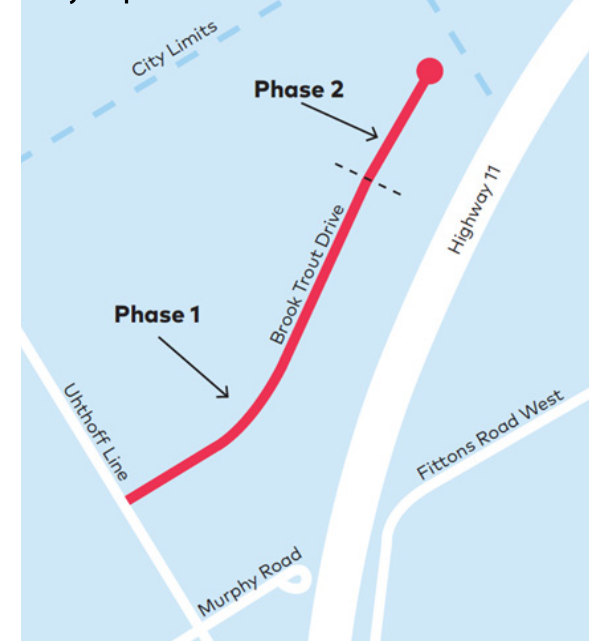 City Limits
Phase 2
Highway 11
Brook Trout Drive
Phase 1
Uhthoff Line
Fittons Road West
Murphy Road